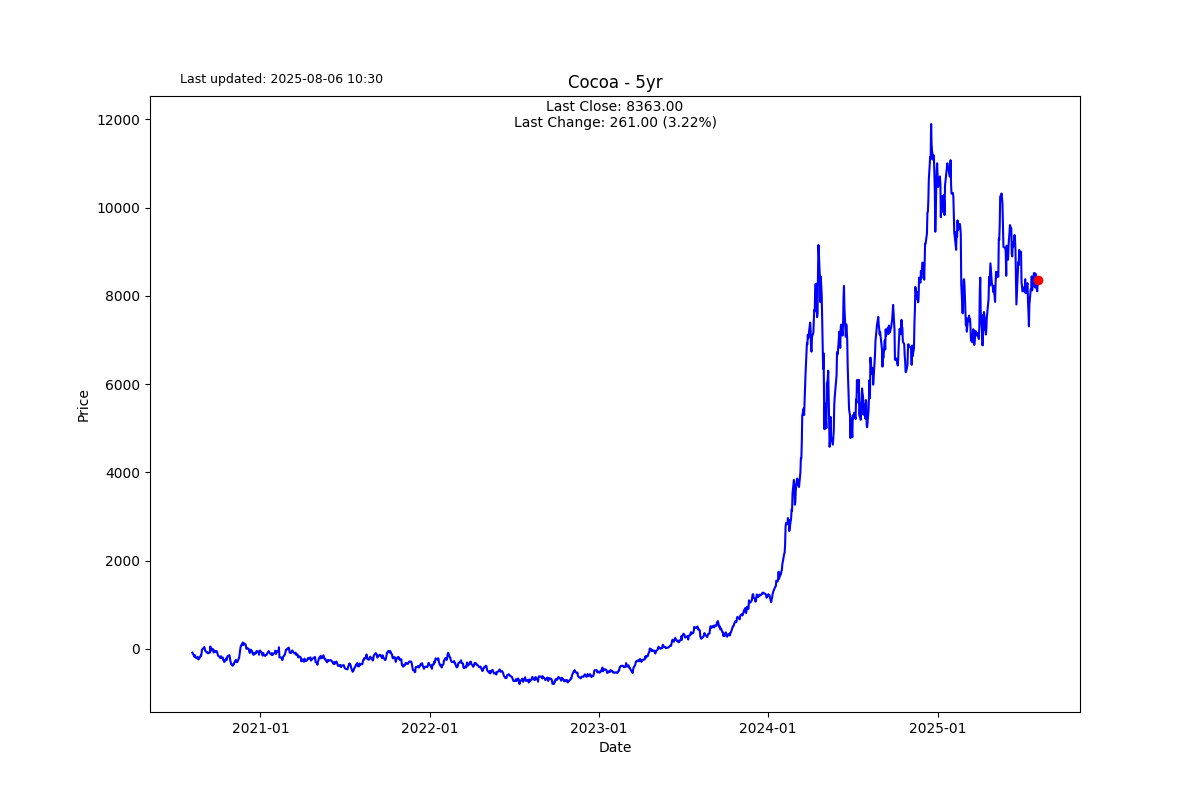 Last updated: 2025-08-06 10:30
Cocoa - 5yr
Last Close: 8363.00
Last Change: 261.00 (3.22%)
12000
10000
8000
6000
4000
2000
0
Price
2021-01
2022-01
2023-01
2024-01
2025-01
Date